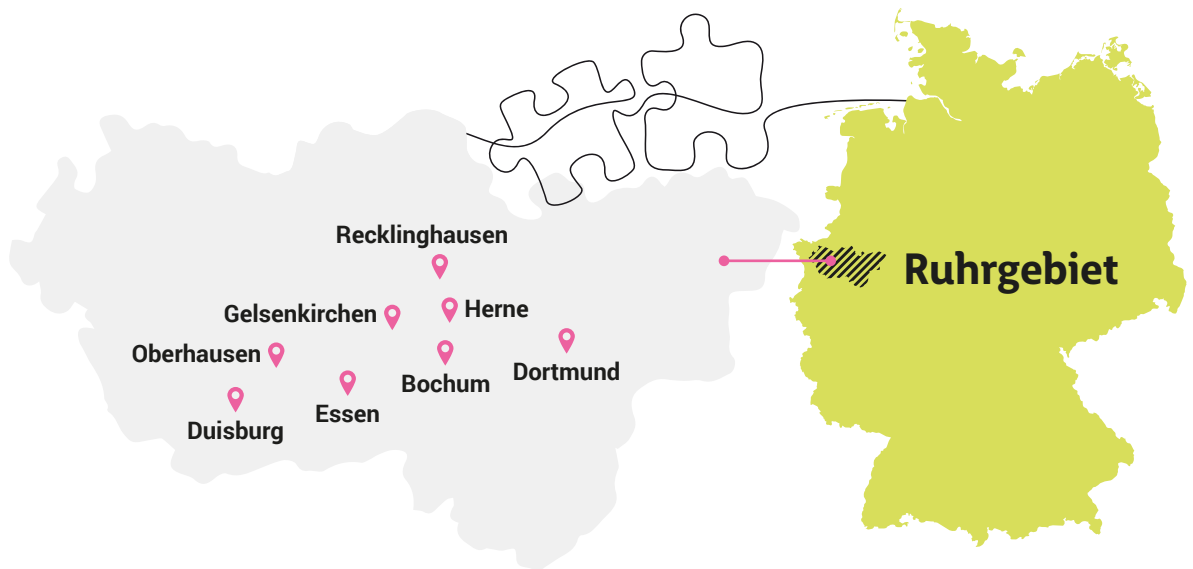 Recklinghausen
Gelsenkirchen
Herne
Oberhausen
Bochum
Dortmund
Essen
Duisburg
Ruhrgebiet